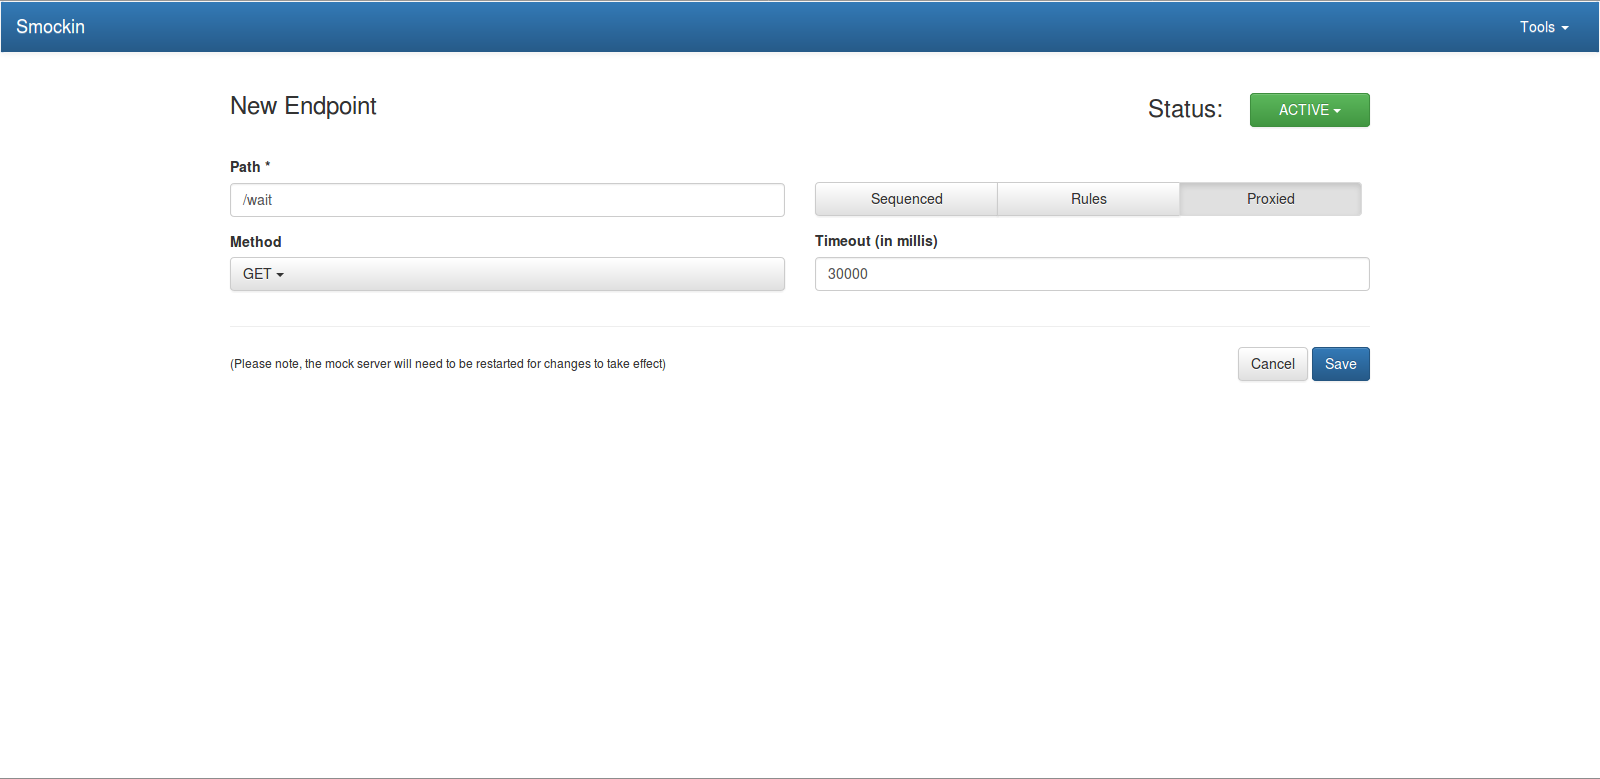 Smockin
Tools
New Endpoint
Status:
ACTIVE
Path *
/wait
Sequenced
Rules
Proxied
Method
Timeout (in millis)
GET
30000
(Please note, the mock server will need to be restarted for changes to take effect)
Cancel
Save